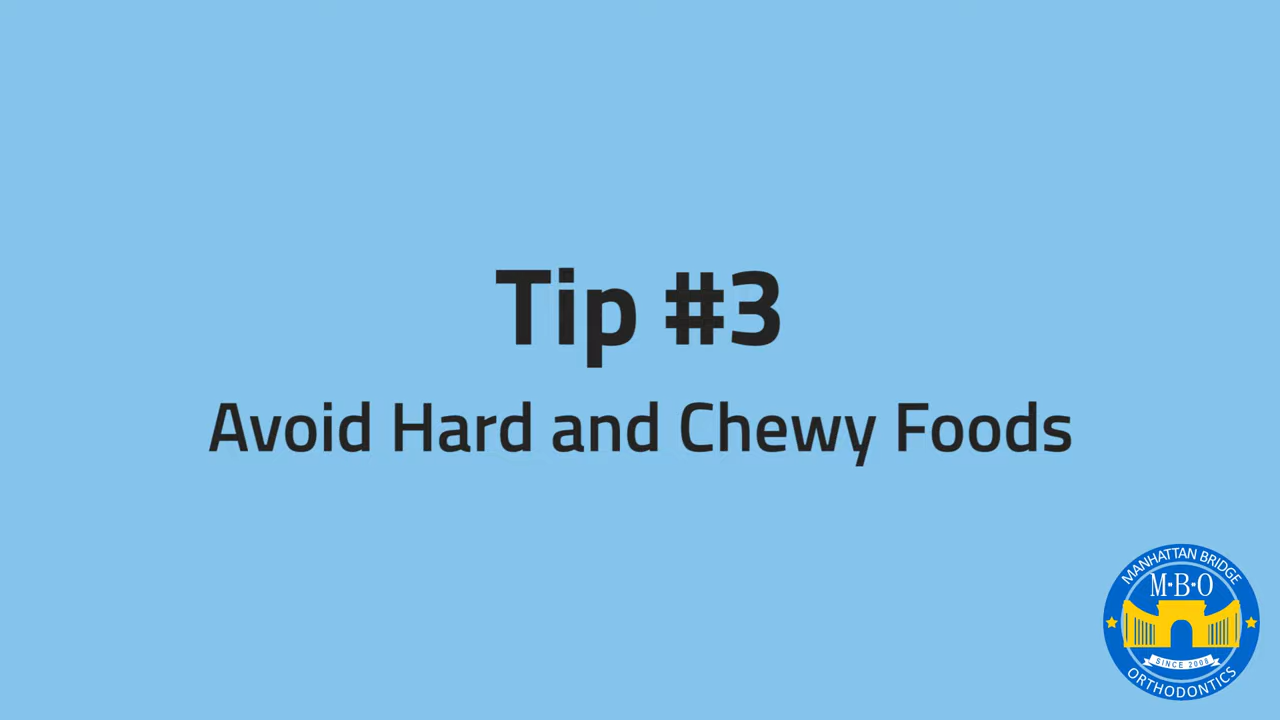 Tip #3
Avoid Hard and Chewy Foods
MANHATTAN BRIDGE
M·B·O
SINCE 2008
ORTHODONTICS